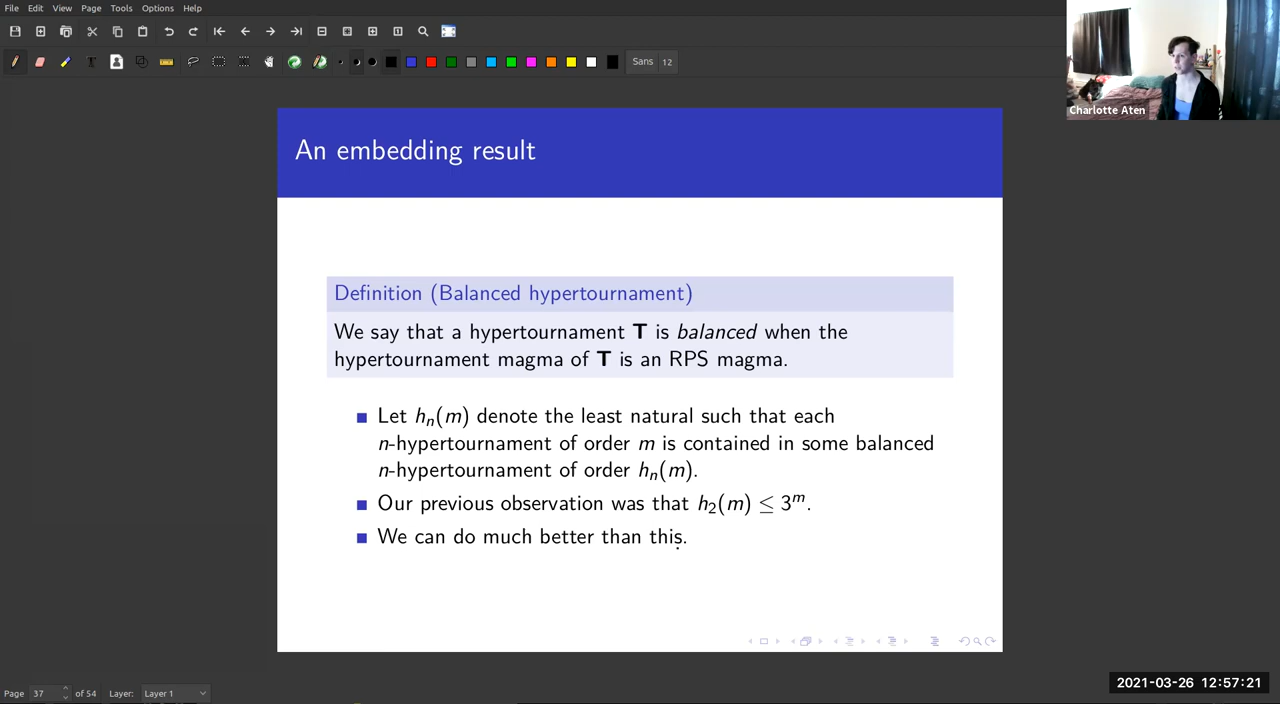 File Edit View Page Tools Options Help
Sans 12
Charlotte Aten
An embedding result
Definition (Balanced hypertournament)
We say that a hypertournament T is balanced when the
hypertournament magma of T is an RPS magma.
Let hₙ(m) denote the least natural such that each
n-hypertournament of order m is contained in some balanced
n-hypertournament of order hₙ(m).
Our previous observation was that h₂(m) ≤ 3ᵐ.
We can do much better than this.
Page 37 of 54 Layer: Layer 1
2021-03-26 12:57:21